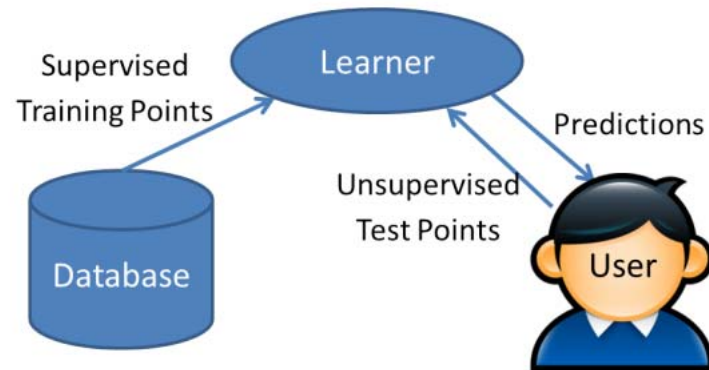 Learner
Supervised
Training Points
Predictions
Unsupervised
Test Points
Database
User